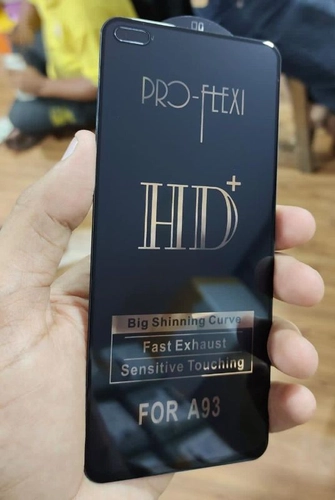 PRO-FLEXI
HD+
Big Shinning Curve
Fast Exhaust
Sensitive Touching
FOR A93